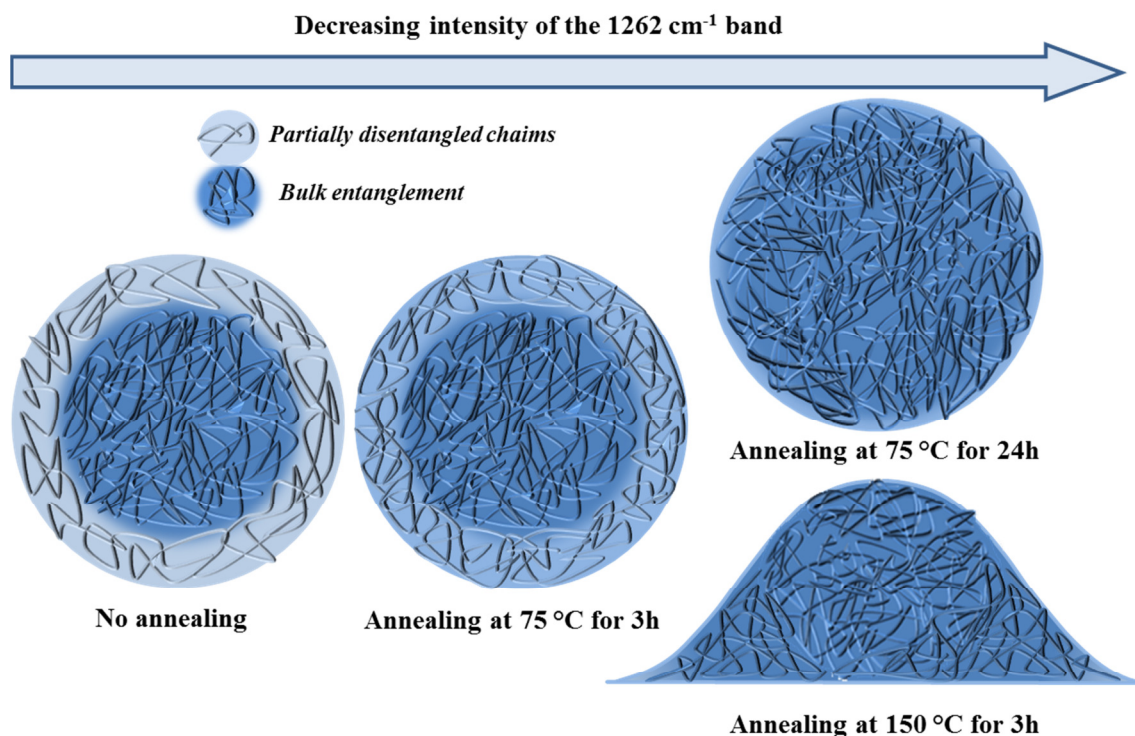 Decreasing intensity of the 1262 cm⁻¹ band
Partially disentangled chaims
Bulk entanglement
Annealing at 75 °C for 24h
No annealing
Annealing at 75 °C for 3h
Annealing at 150 °C for 3h